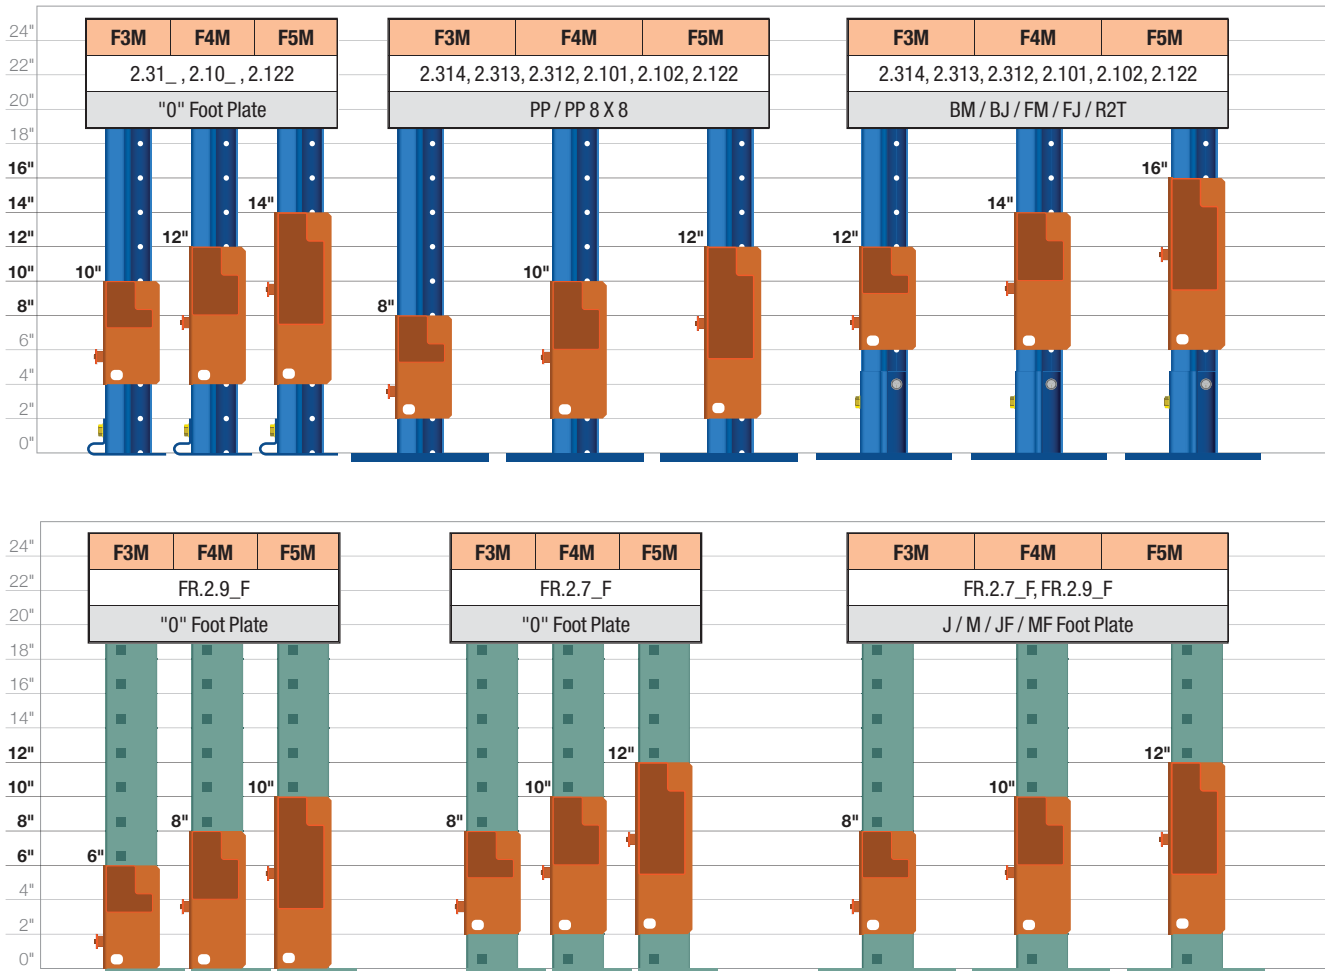 24"
22"
20"
18"
16"
14"
12"
10"
8"
6"
4"
2"
0"
F3M F4M F5M
2.31_ , 2.10_ , 2.122
"0" Foot Plate
10"
12"
14"
F3M F4M F5M
2.314, 2.313, 2.312, 2.101, 2.102, 2.122
PP / PP 8 X 8
8"
10"
12"
F3M F4M F5M
2.314, 2.313, 2.312, 2.101, 2.102, 2.122
BM / BJ / FM / FJ / R2T
12"
14"
16"
24"
22"
20"
18"
16"
14"
12"
10"
8"
6"
4"
2"
0"
F3M F4M F5M
FR.2.9_F
"0" Foot Plate
6"
8"
10"
F3M F4M F5M
FR.2.7_F
"0" Foot Plate
8"
10"
12"
F3M F4M F5M
FR.2.7_F, FR.2.9_F
J / M / JF / MF Foot Plate
8"
10"
12"